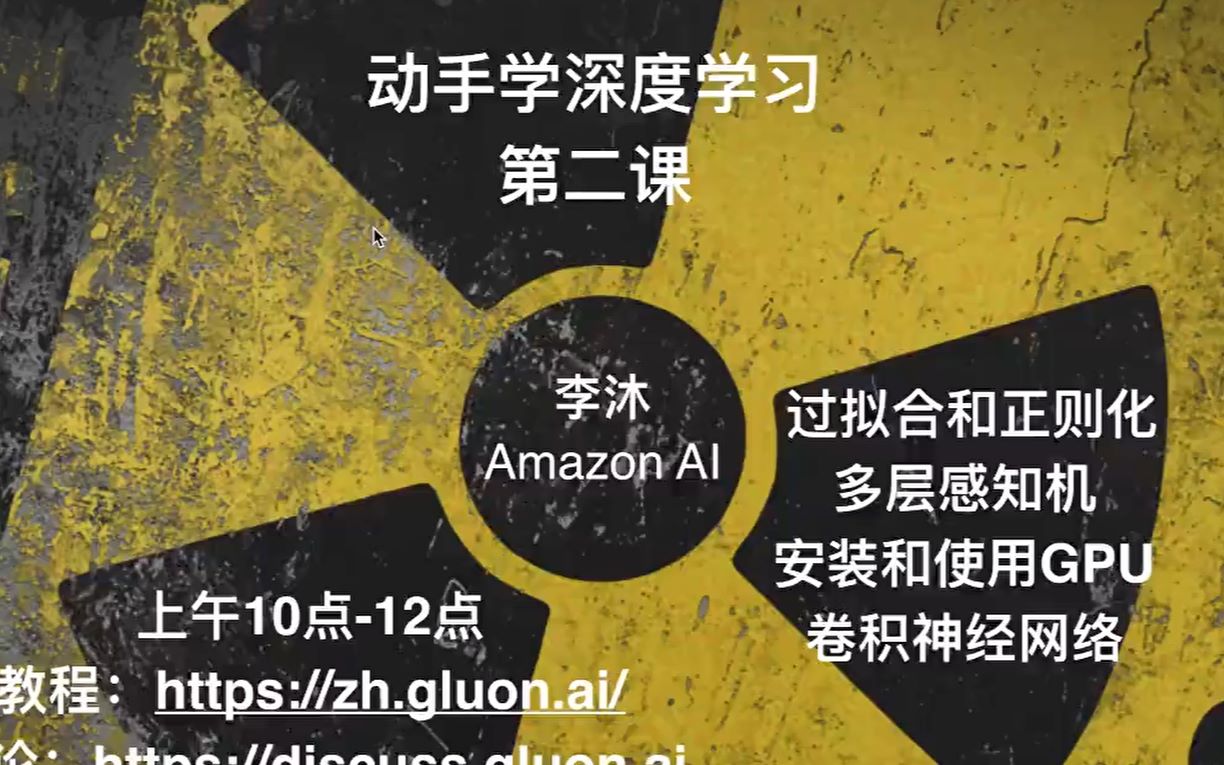 动手学深度学习
第二课
李沐
Amazon AI
过拟合和正则化
多层感知机
安装和使用GPU
卷积神经网络
上午10点-12点
教程：https://zh.gluon.ai/
论：https://discuss.gluon.ai